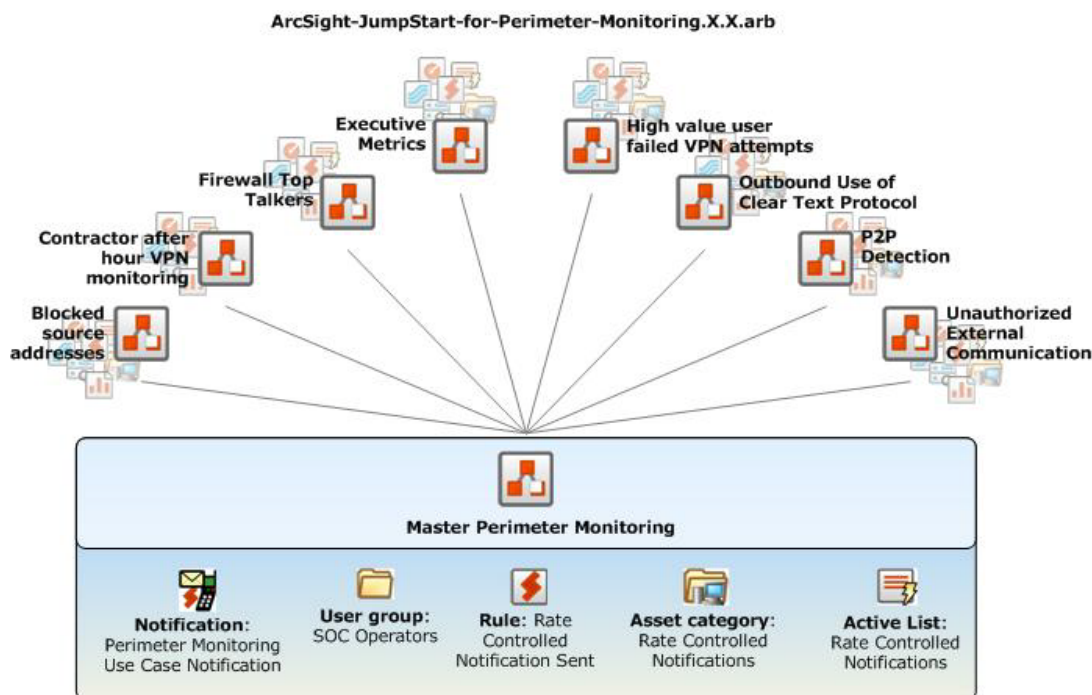 ArcSight-JumpStart-for-Perimeter-Monitoring.X.X.arb
Executive
Metrics
High value user
failed VPN attempts
Firewall Top
Talkers
Outbound Use of
Clear Text Protocol
Contractor after
hour VPN
monitoring
P2P
Detection
Blocked
source
addresses
Unauthorized
External
Communication
Master Perimeter Monitoring
Notification:
Perimeter Monitoring
Use Case Notification
User group:
SOC Operators
Rule: Rate
Controlled
Notification Sent
Asset category:
Rate Controlled
Notifications
Active List:
Rate Controlled
Notifications